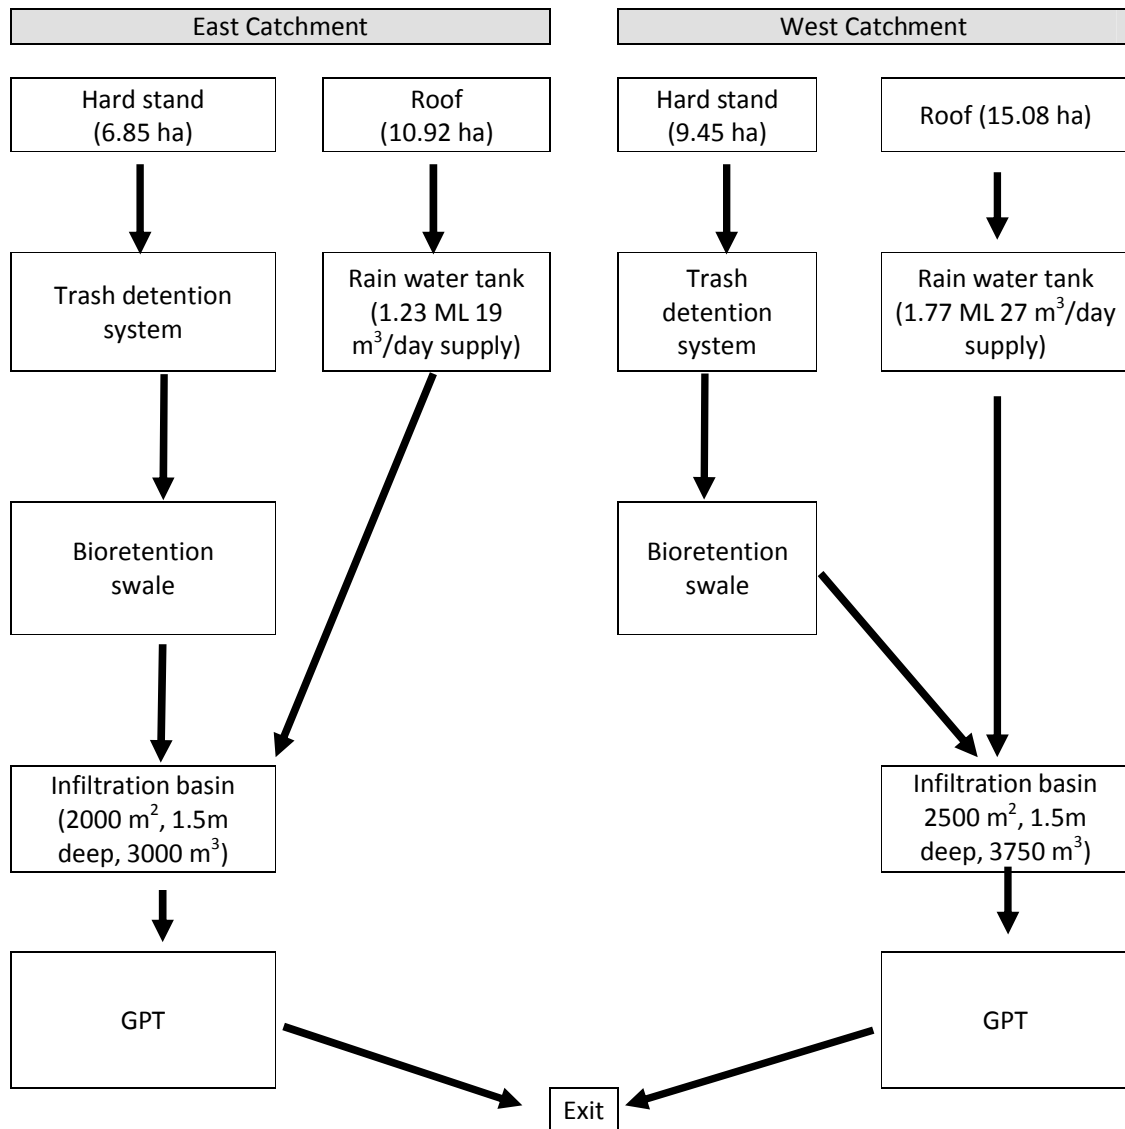 East Catchment
West Catchment
Hard stand
(6.85 ha)
Roof
(10.92 ha)
Hard stand
(9.45 ha)
Roof (15.08 ha)
Trash detention
system
Rain water tank
(1.23 ML 19
m³/day supply)
Trash
detention
system
Rain water tank
(1.77 ML 27 m³/day
supply)
Bioretention
swale
Bioretention
swale
Infiltration basin
(2000 m², 1.5m
deep, 3000 m³)
Infiltration basin
2500 m², 1.5m
deep, 3750 m³)
GPT
GPT
Exit